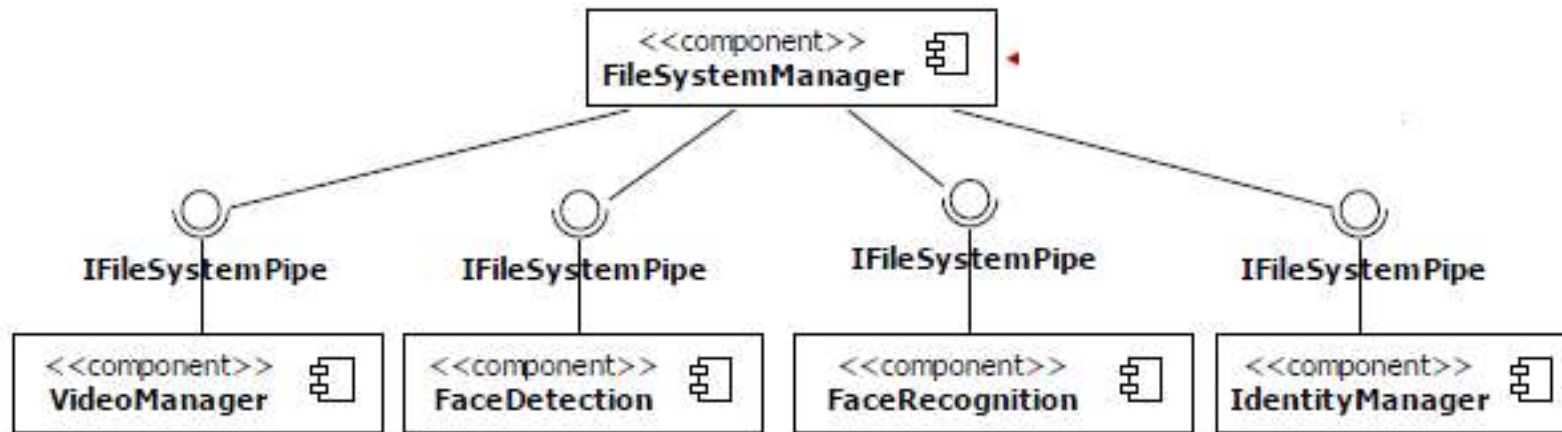 <<component>>
FileSystemManager
IFileSystemPipe
IFileSystemPipe
IFileSystemPipe
IFileSystemPipe
<<component>>
VideoManager
<<component>>
FaceDetection
<<component>>
FaceRecognition
<<component>>
IdentityManager